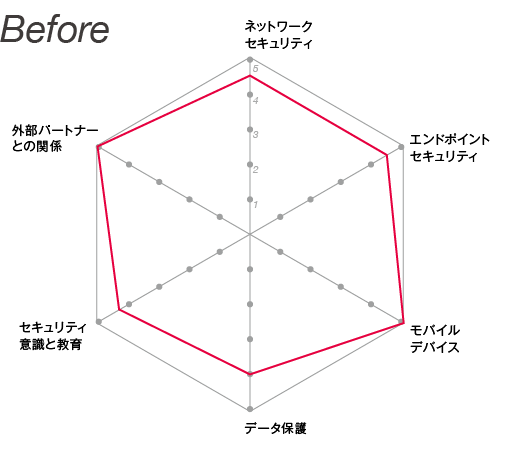 Before
ネットワーク
セキュリティ
5
4
3
2
1
外部パートナー
との関係
エンドポイント
セキュリティ
セキュリティ
意識と教育
モバイル
デバイス
データ保護